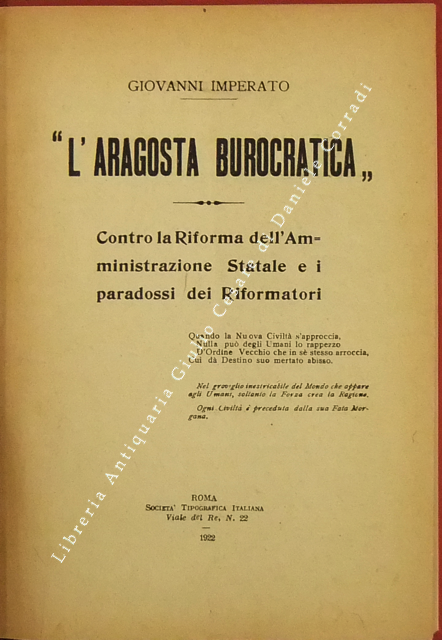 GIOVANNI IMPERATO
"L'ARAGOSTA BUROCRATICA„
Contro la Riforma dell'Am=
ministrazione Statale e i
paradossi dei Riformatori
Quando la Nuova Civiltà s'approccia,
Nulla può degli Umani lo rappezzo
D'Ordine Vecchio che in sè stesso arroccia,
Cui dà Destino suo mertato abisso.
Nel groviglio inestricabile del Mondo che appare
agli Umani, soltanto la Forza crea la Ragione.
Ogni Civiltà è preceduta dalla sua Fata Mor-
gana.
ROMA
SOCIETA' TIPOGRAFICA ITALIANA
Viale del Re, N. 22
1922
Libreria Antiquaria Giulio Cesare di Daniele Corradi